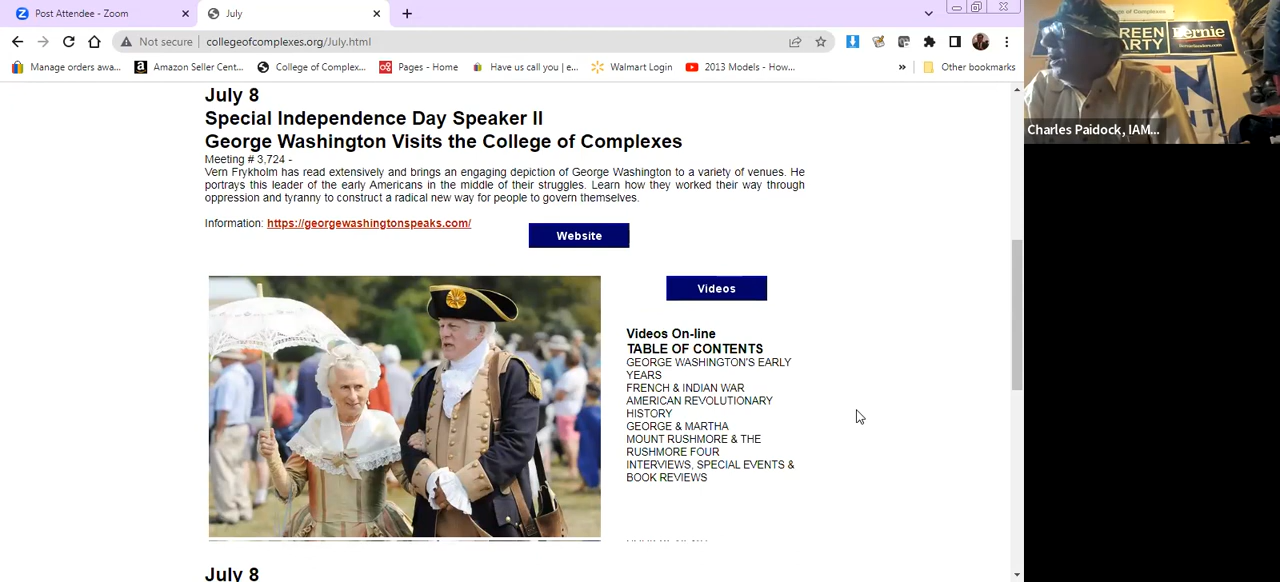 Post Attendee - Zoom
July
Not secure
collegeofcomplexes.org/July.html
Manage orders awa...
Amazon Seller Cent...
College of Complex...
Pages - Home
Have us call you | e...
Walmart Login
2013 Models - How...
»
Other bookmarks
July 8
Special Independence Day Speaker II
George Washington Visits the College of Complexes
Meeting # 3,724 -
Vern Frykholm has read extensively and brings an engaging depiction of George Washington to a variety of venues. He
portrays this leader of the early Americans in the middle of their struggles. Learn how they worked their way through
oppression and tyranny to construct a radical new way for people to govern themselves.
Information: https://georgewashingtonspeaks.com/
Website
Videos
Videos On-line
TABLE OF CONTENTS
GEORGE WASHINGTON'S EARLY
YEARS
FRENCH & INDIAN WAR
AMERICAN REVOLUTIONARY
HISTORY
GEORGE & MARTHA
MOUNT RUSHMORE & THE
RUSHMORE FOUR
INTERVIEWS, SPECIAL EVENTS &
BOOK REVIEWS
July 8
of Complexes
REEN
ARTY
Bernie
Charles Paidock, IAM...